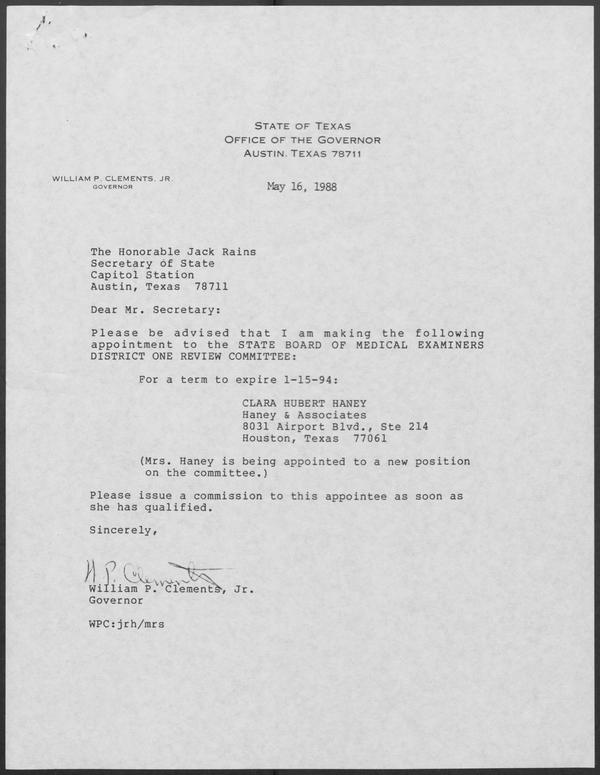 STATE OF TEXAS
OFFICE OF THE GOVERNOR
AUSTIN, TEXAS 78711
WILLIAM P. CLEMENTS, JR.
GOVERNOR
May 16, 1988
The Honorable Jack Rains
Secretary of State
Capitol Station
Austin, Texas 78711
Dear Mr. Secretary:
Please be advised that I am making the following
appointment to the STATE BOARD OF MEDICAL EXAMINERS
DISTRICT ONE REVIEW COMMITTEE:
For a term to expire 1-15-94:
CLARA HUBERT HANEY
Haney & Associates
8031 Airport Blvd., Ste 214
Houston, Texas 77061
(Mrs. Haney is being appointed to a new position
on the committee.)
Please issue a commission to this appointee as soon as
she has qualified.
Sincerely,
W P. Clements
William P. Clements, Jr.
Governor
WPC:jrh/mrs